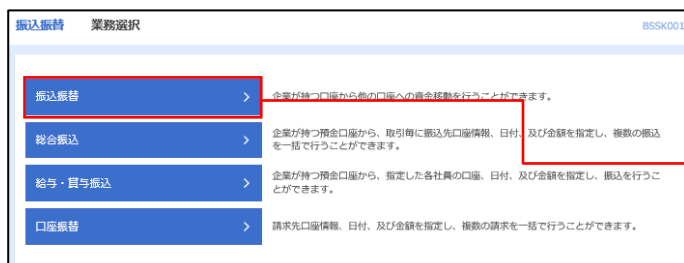 振込振替 業務選択 BSSK001
振込振替 企業が持つ口座から他の口座への資金移動を行うことができます。
総合振込 企業が持つ預金口座から、取引毎に振込先口座情報、日付、及び金額を指定し、複数の振込
を一括で行うことができます。
給与・賞与振込 企業が持つ預金口座から、指定した各社員の口座、日付、及び金額を指定し、振込を行うこ
とができます。
口座振替 請求先口座情報、日付、及び金額を指定し、複数の請求を一括で行うことができます。